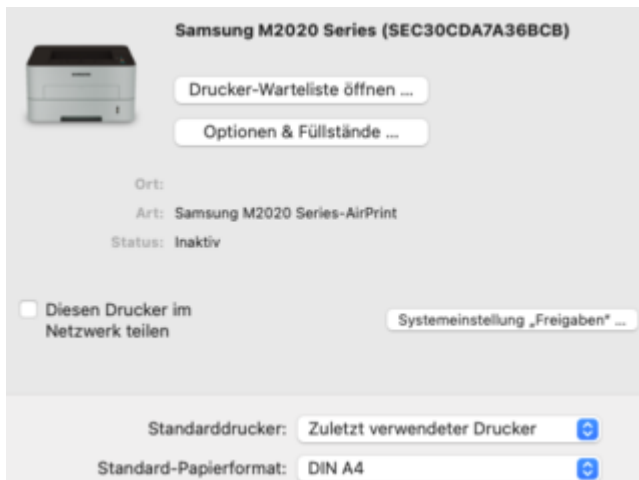 Samsung M2020 Series (SEC30CDA7A36BCB)
Drucker-Warteliste öffnen ...
Optionen & Füllstände ...
Ort:
Art: Samsung M2020 Series-AirPrint
Status: Inaktiv
Diesen Drucker im
Netzwerk teilen
Systemeinstellung „Freigaben“ ...
Standarddrucker: Zuletzt verwendeter Drucker
Standard-Papierformat: DIN A4